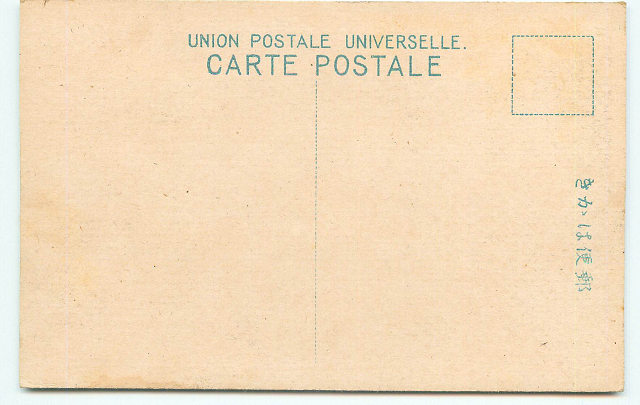 UNION POSTALE UNIVERSELLE.
CARTE POSTALE
郵便はかき